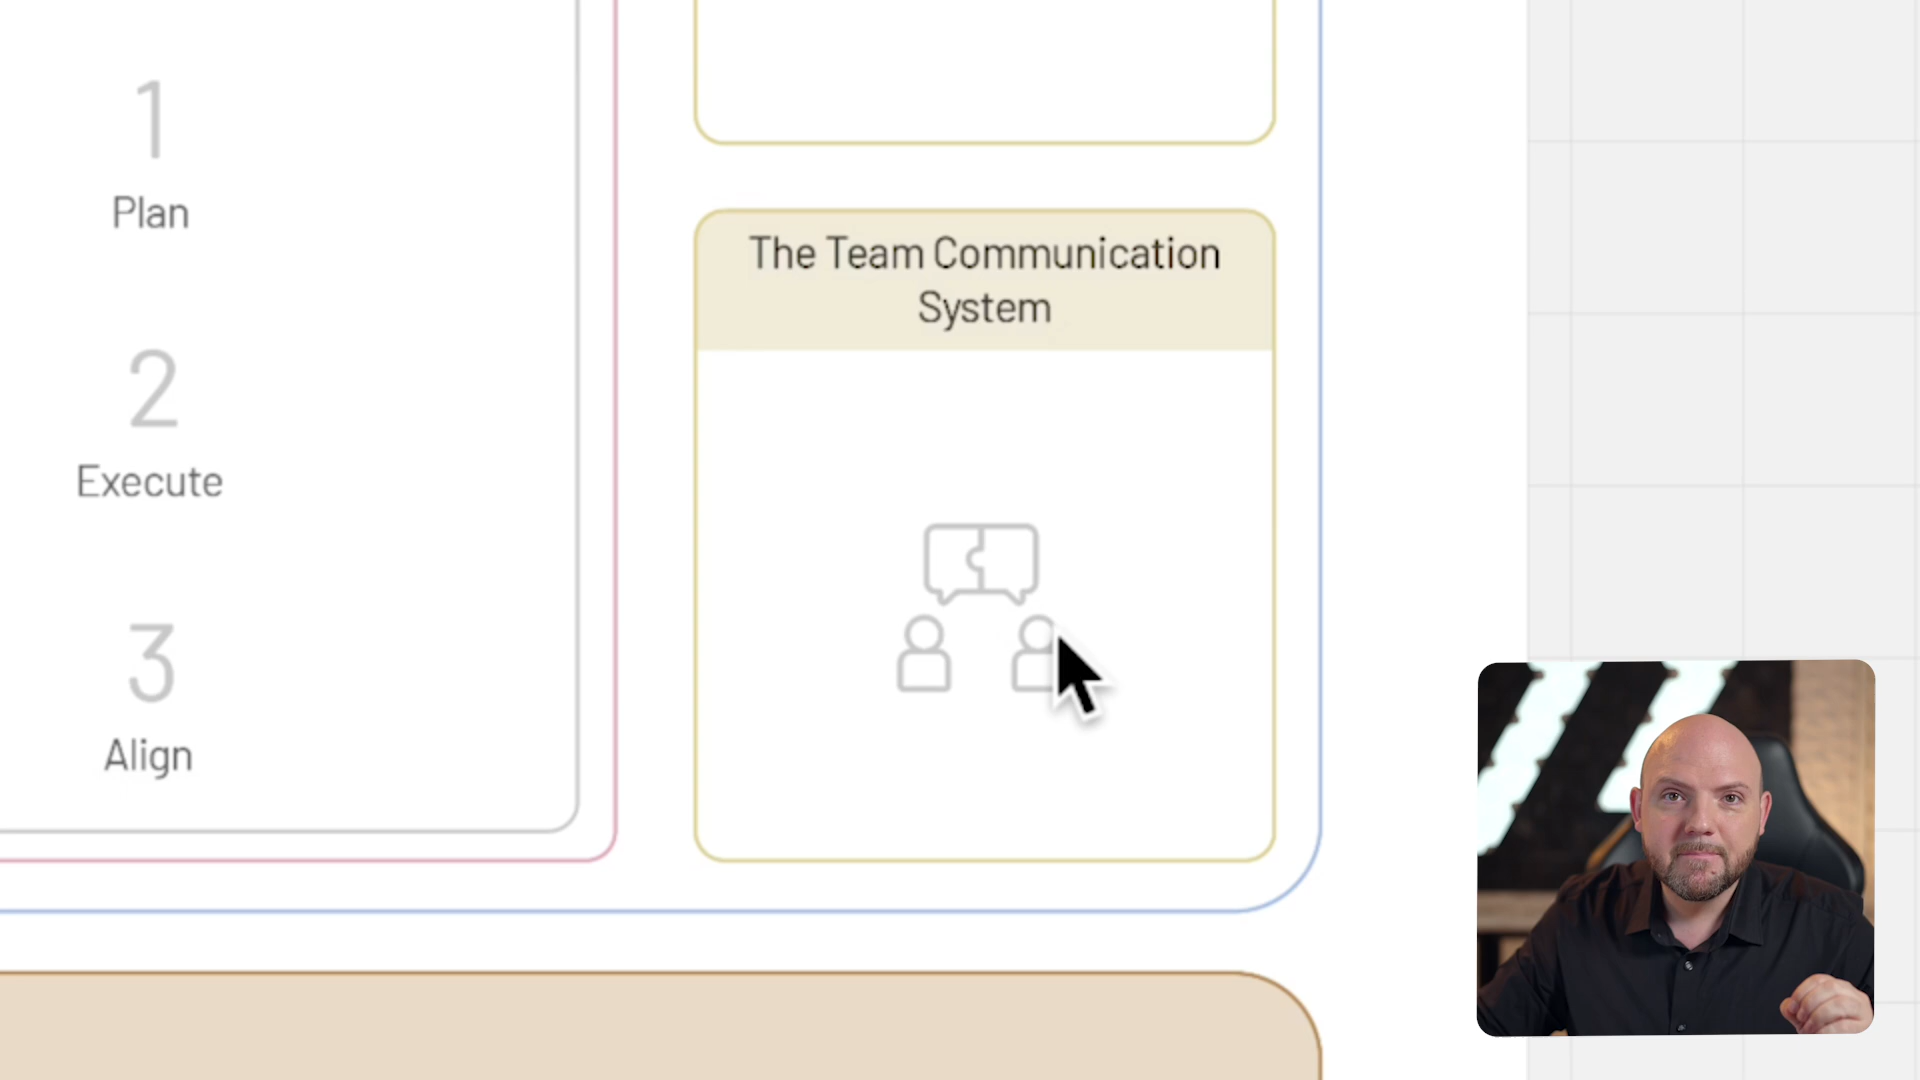 1
Plan
2
Execute
3
Align
The Team Communication
System